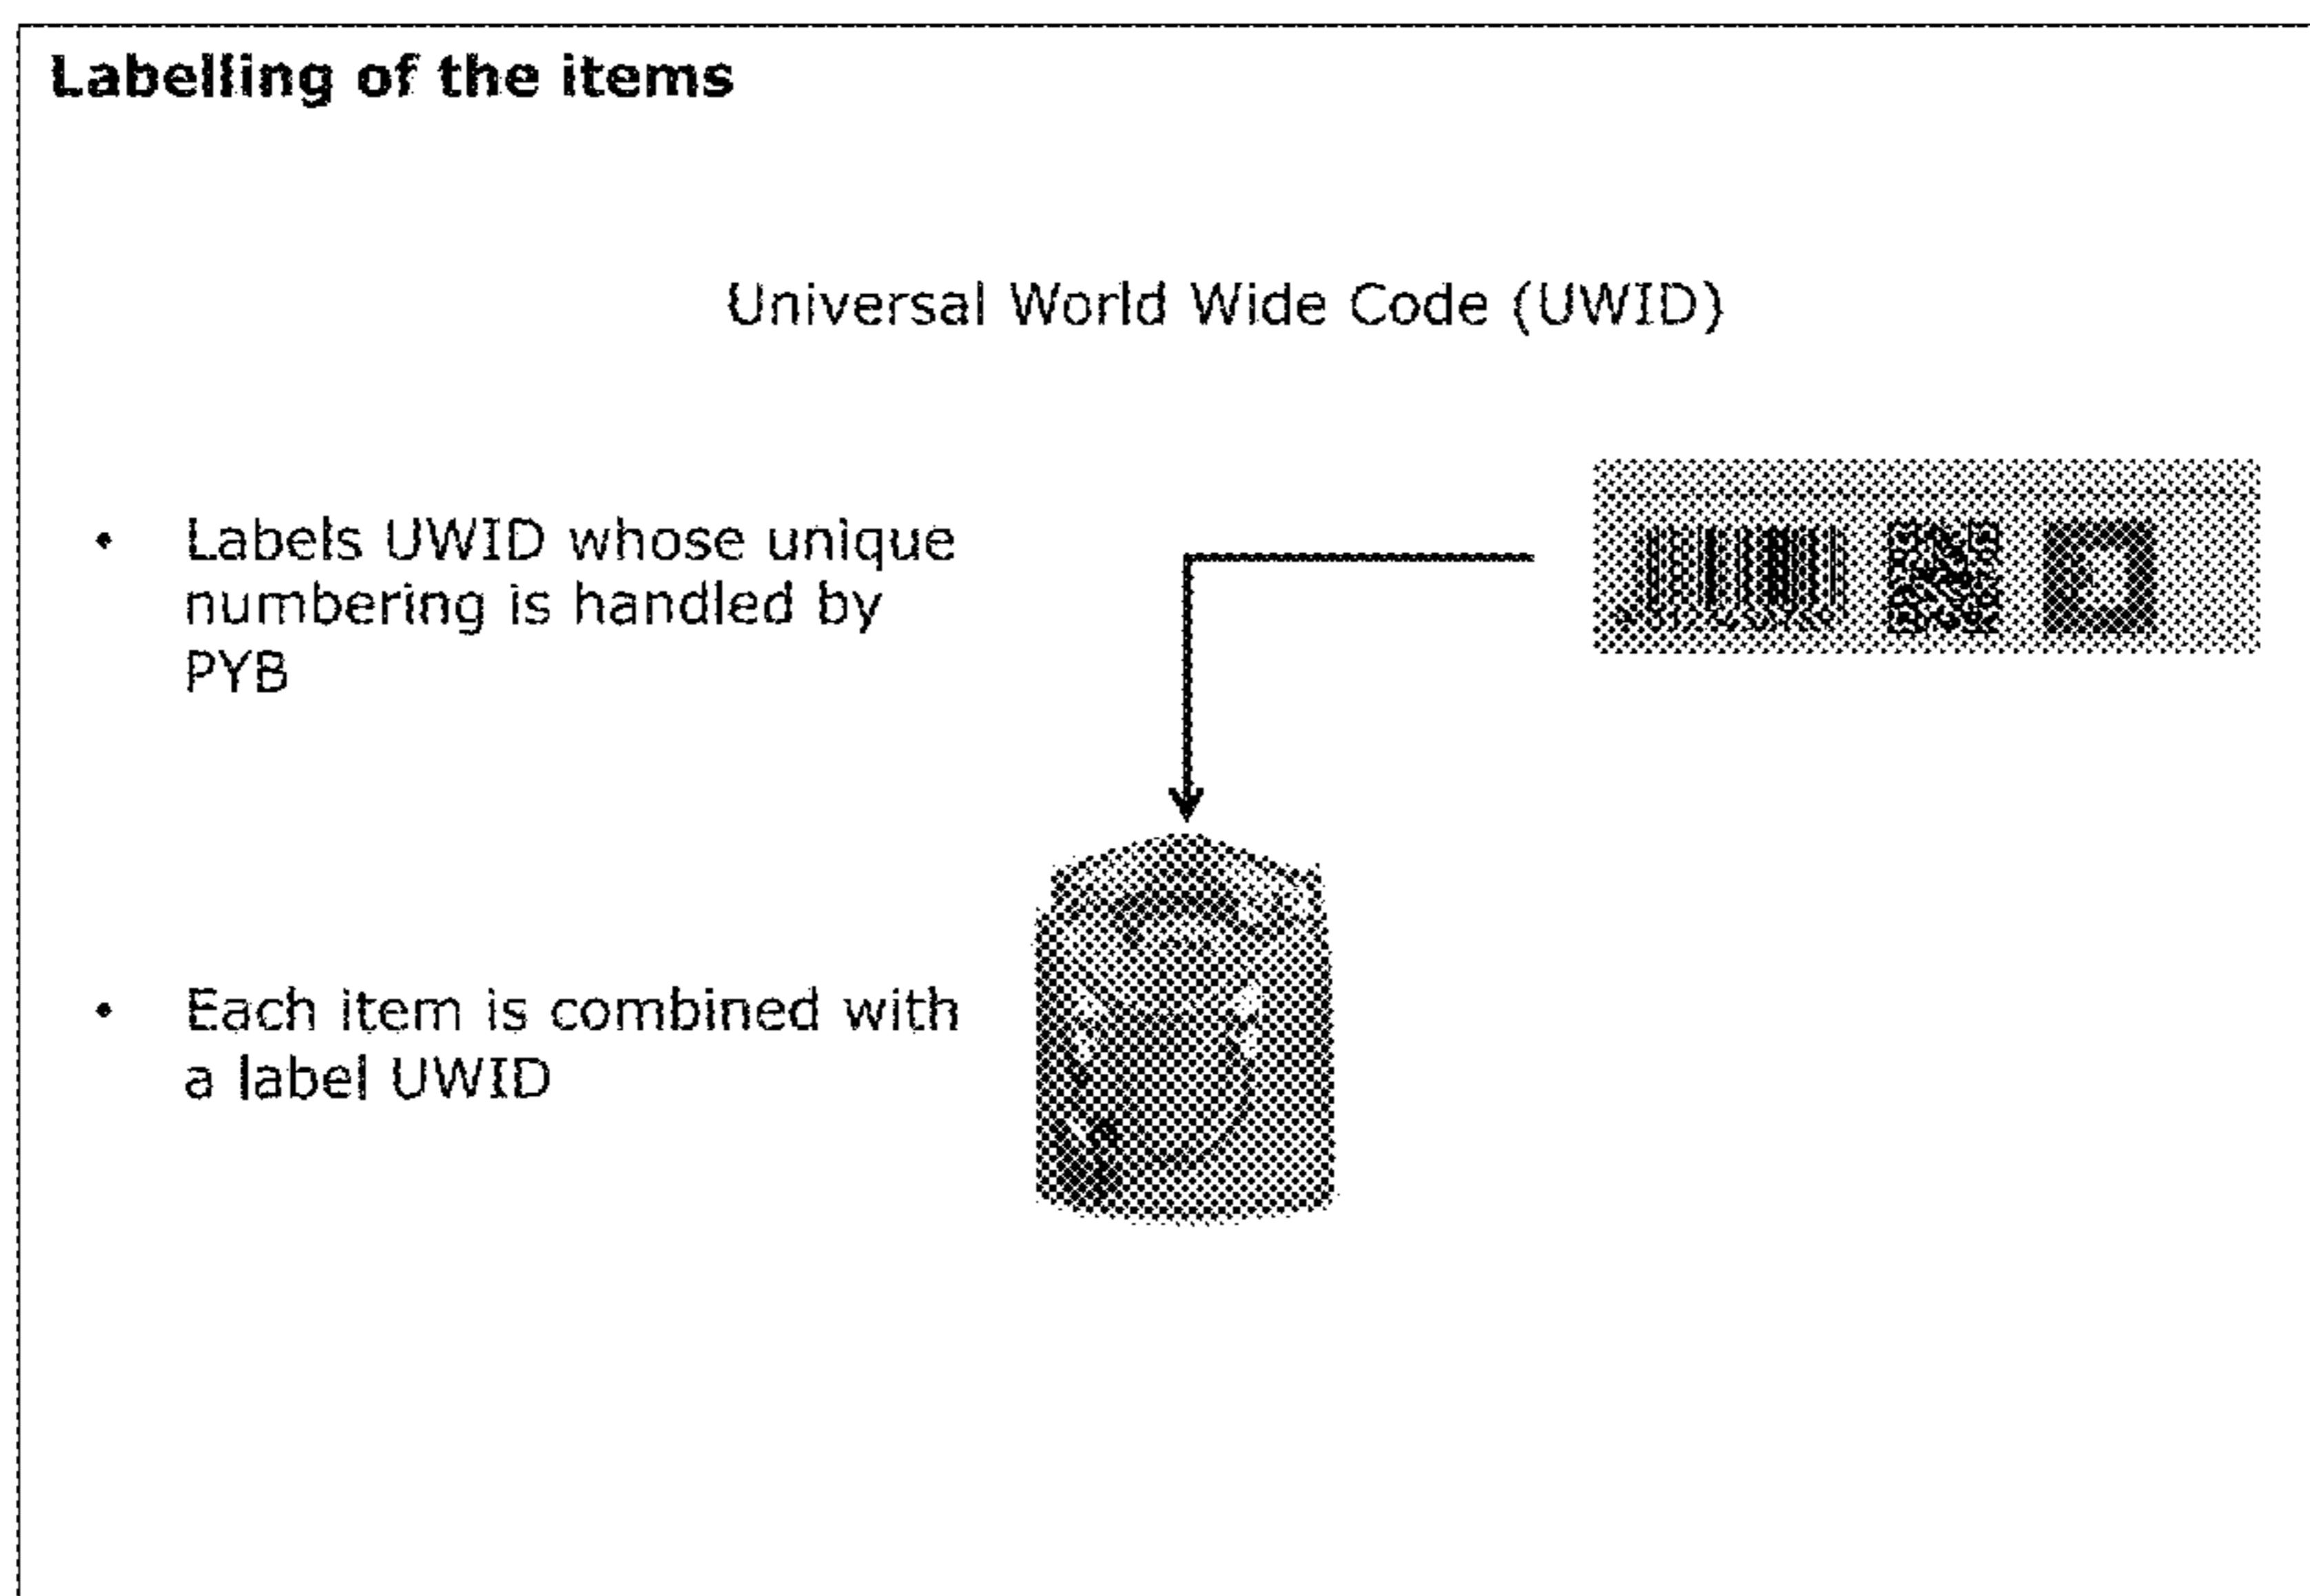 Labelling of the items
Universal World Wide Code (UWID)
• Labels UWID whose unique
numbering is handled by
PYB
• Each item is combined with
a label UWID